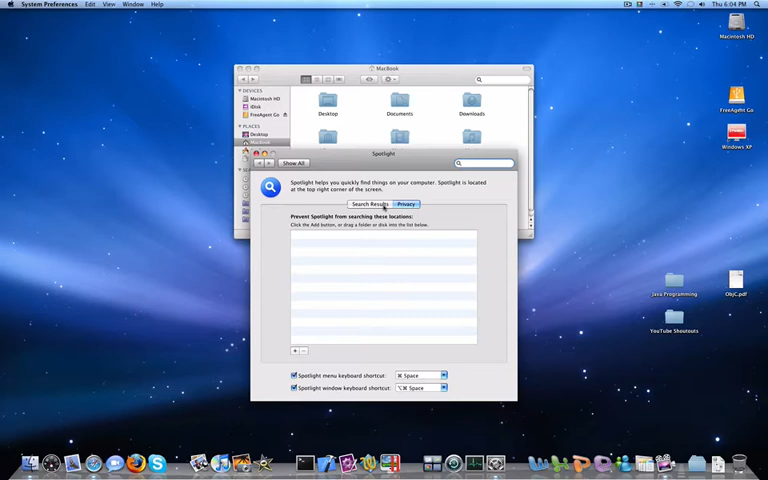 System Preferences Edit View Window Help
Thu 6:04 PM
Macintosh HD
FreeAgent Go
Windows XP
Java Programming
ObjC.pdf
YouTube Shoutouts
MacBook
DEVICES
Macintosh HD
iDisk
FreeAgent Go
PLACES
Desktop
MacBook
Desktop
Documents
Downloads
Spotlight
Show All
Spotlight helps you quickly find things on your computer. Spotlight is located
at the top right corner of the screen.
Search Results Privacy
Prevent Spotlight from searching these locations:
Click the Add button, or drag a folder or disk into the list below.
Spotlight menu keyboard shortcut: ⌘ Space
Spotlight window keyboard shortcut: ⌥⌘ Space